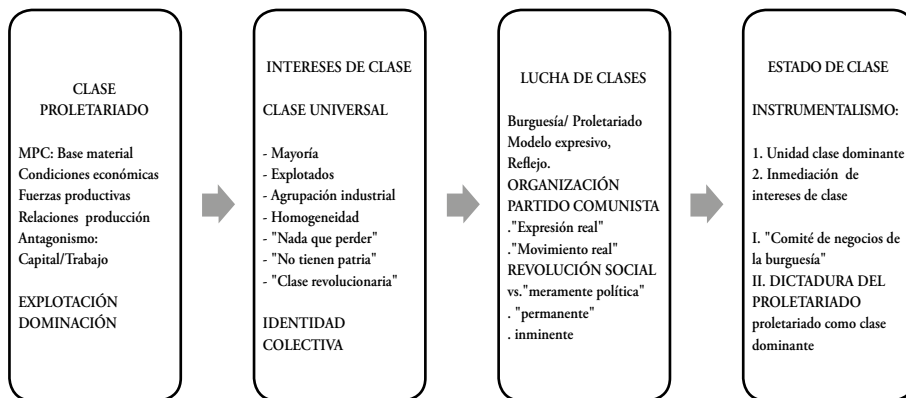 CLASE
PROLETARIADO
MPC: Base material
Condiciones económicas
Fuerzas productivas
Relaciones producción
Antagonismo:
Capital/Trabajo
EXPLOTACIÓN
DOMINACIÓN
INTERESES DE CLASE
CLASE UNIVERSAL
- Mayoría
- Explotados
- Agrupación industrial
- Homogeneidad
- "Nada que perder"
- "No tienen patria"
- "Clase revolucionaria"
IDENTIDAD
COLECTIVA
LUCHA DE CLASES
Burguesía/ Proletariado
Modelo expresivo,
Reflejo.
ORGANIZACIÓN
PARTIDO COMUNISTA
."Expresión real"
."Movimiento real"
REVOLUCIÓN SOCIAL
vs."meramente política"
. "permanente"
. inminente
ESTADO DE CLASE
INSTRUMENTALISMO:
1. Unidad clase dominante
2. Inmediación de
intereses de clase
I. "Comité de negocios de
la burguesía"
II. DICTADURA DEL
PROLETARIADO
proletariado como clase
dominante